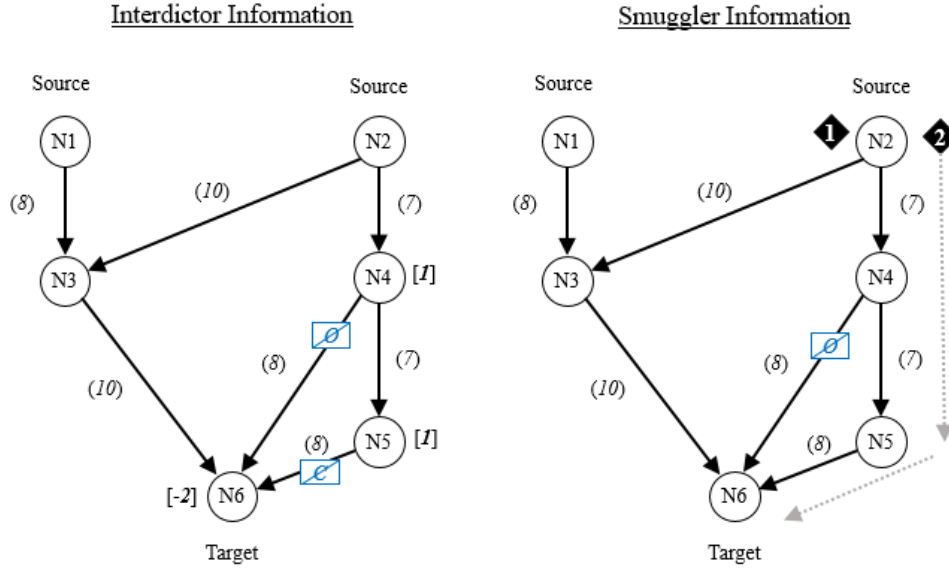 Interdictor Information
Smuggler Information
Source
Source
Source
Source
N1
N2
N1
1
N2
2
(8)
(10)
(7)
(8)
(10)
(7)
N3
N4
[1]
N3
N4
O
O
(10)
(8)
(7)
(10)
(8)
(7)
(8)
N5
[1]
(8)
N5
C
[-2]
N6
N6
Target
Target